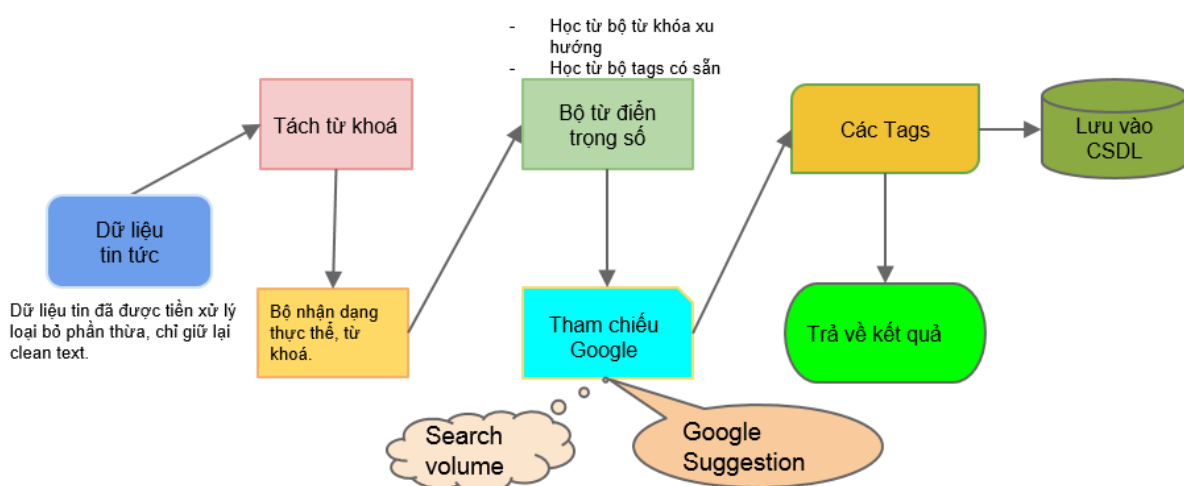 - Học từ bộ từ khóa xu
hướng
- Học từ bộ tags có sẵn
Tách từ khoá
Bộ từ điển
trọng số
Các Tags
Lưu vào
CSDL
Dữ liệu
tin tức
Dữ liệu tin đã được tiền xử lý
loại bỏ phần thừa, chỉ giữ lại
clean text.
Bộ nhận dạng
thực thể, từ
khoá.
Tham chiếu
Google
Trả về kết quả
Search
volume
Google
Suggestion